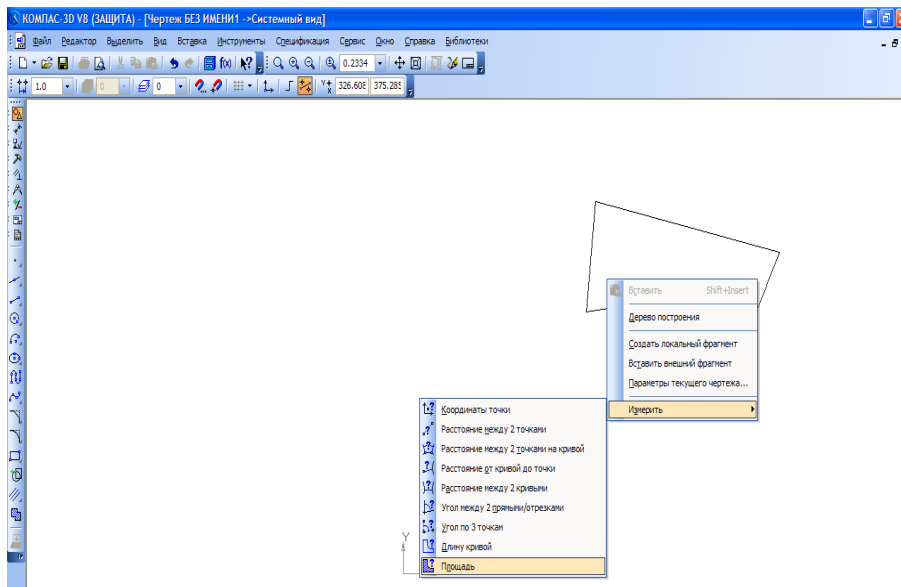 КОМПАС-3D V8 (ЗАЩИТА) - [Чертеж БЕЗ ИМЕНИ1 ->Системный вид]
Файл Редактор Выделить Вид Вставка Инструменты Спецификация Сервис Окно Справка Библиотеки
f(x) 0.2334
1.0 0 0 326.608 375.285
Вставить Shift+Insert
Дерево построения
Создать локальный фрагмент
Вставить внешний фрагмент
Параметры текущего чертежа...
Измерить
Координаты точки
Расстояние между 2 точками
Расстояние между 2 точками на кривой
Расстояние от кривой до точки
Расстояние между 2 кривыми
Угол между 2 прямыми/отрезками
Угол по 3 точкам
Длину кривой
Площадь
Y